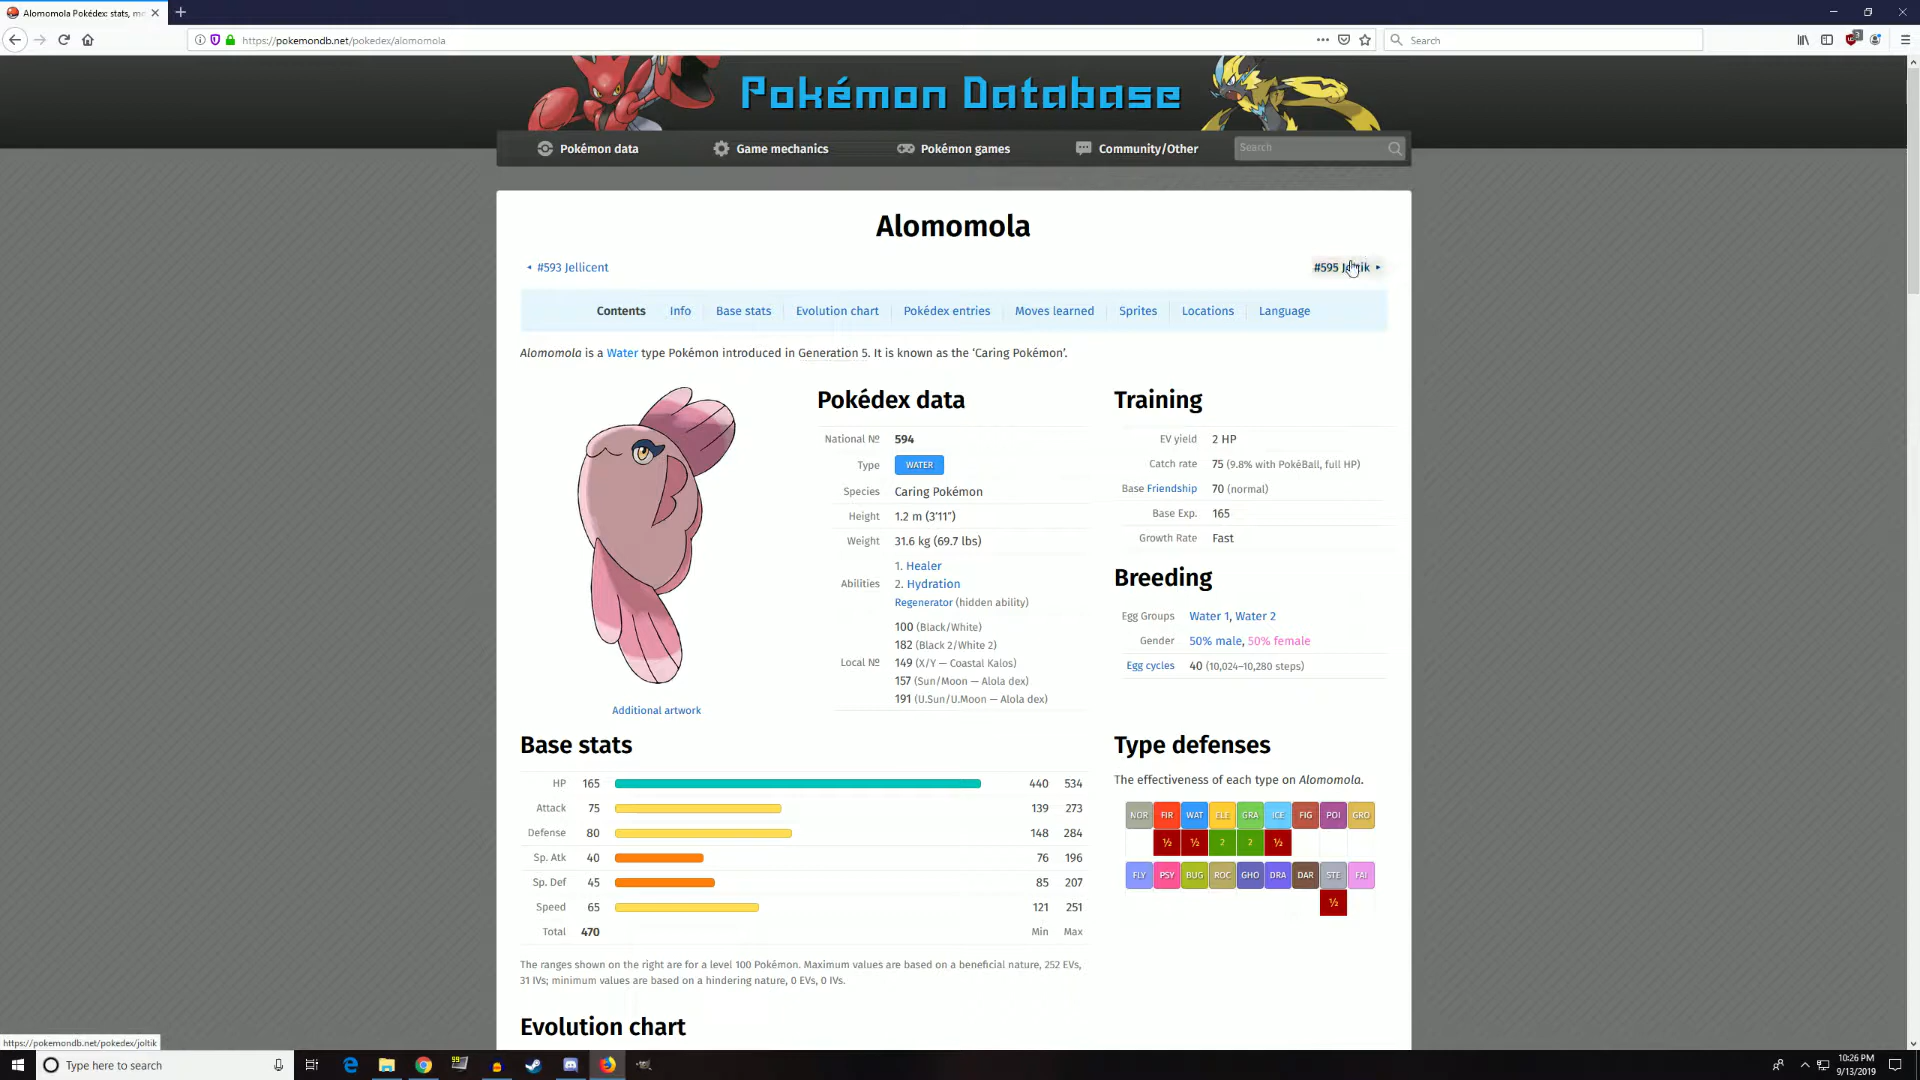 Alomomola Pokédex: stats, mo
https://pokemondb.net/pokedex/alomomola
Search
Pokémon Database
Pokémon data
Game mechanics
Pokémon games
Community/Other
Search
Alomomola
#593 Jellicent
#595 Joltik
Contents
Info
Base stats
Evolution chart
Pokédex entries
Moves learned
Sprites
Locations
Language
Alomomola is a Water type Pokémon introduced in Generation 5. It is known as the ‘Caring Pokémon’.
Additional artwork
Pokédex data
National № 594
Type WATER
Species Caring Pokémon
Height 1.2 m (3′11″)
Weight 31.6 kg (69.7 lbs)
Abilities
1. Healer
2. Hydration
Regenerator (hidden ability)
Local №
100 (Black/White)
182 (Black 2/White 2)
149 (X/Y — Coastal Kalos)
157 (Sun/Moon — Alola dex)
191 (U.Sun/U.Moon — Alola dex)
Training
EV yield 2 HP
Catch rate 75 (9.8% with PokéBall, full HP)
Base Friendship 70 (normal)
Base Exp. 165
Growth Rate Fast
Breeding
Egg Groups Water 1, Water 2
Gender 50% male, 50% female
Egg cycles 40 (10,024–10,280 steps)
Base stats
HP 165 440 534
Attack 75 139 273
Defense 80 148 284
Sp. Atk 40 76 196
Sp. Def 45 85 207
Speed 65 121 251
Total 470 Min Max
The ranges shown on the right are for a level 100 Pokémon. Maximum values are based on a beneficial nature, 252 EVs,
31 IVs; minimum values are based on a hindering nature, 0 EVs, 0 IVs.
Type defenses
The effectiveness of each type on Alomomola.
NOR FIR WAT ELE GRA ICE FIG POI GRO
½ ½ 2 2 ½
FLY PSY BUG ROC GHO DRA DAR STE FAI
½
Evolution chart
https://pokemondb.net/pokedex/joltik
Type here to search
10:26 PM
9/13/2019